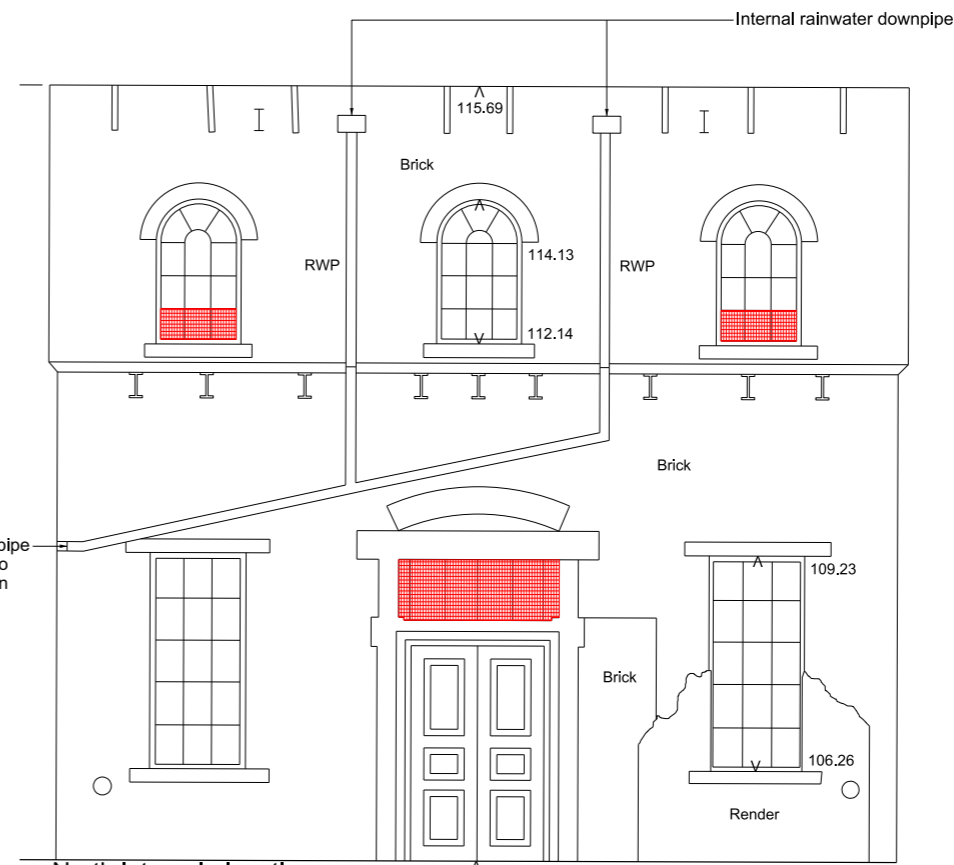 Internal rainwater downpipe
115.69
Brick
RWP
114.13
RWP
112.14
Brick
pipe
109.23
Brick
106.26
Render